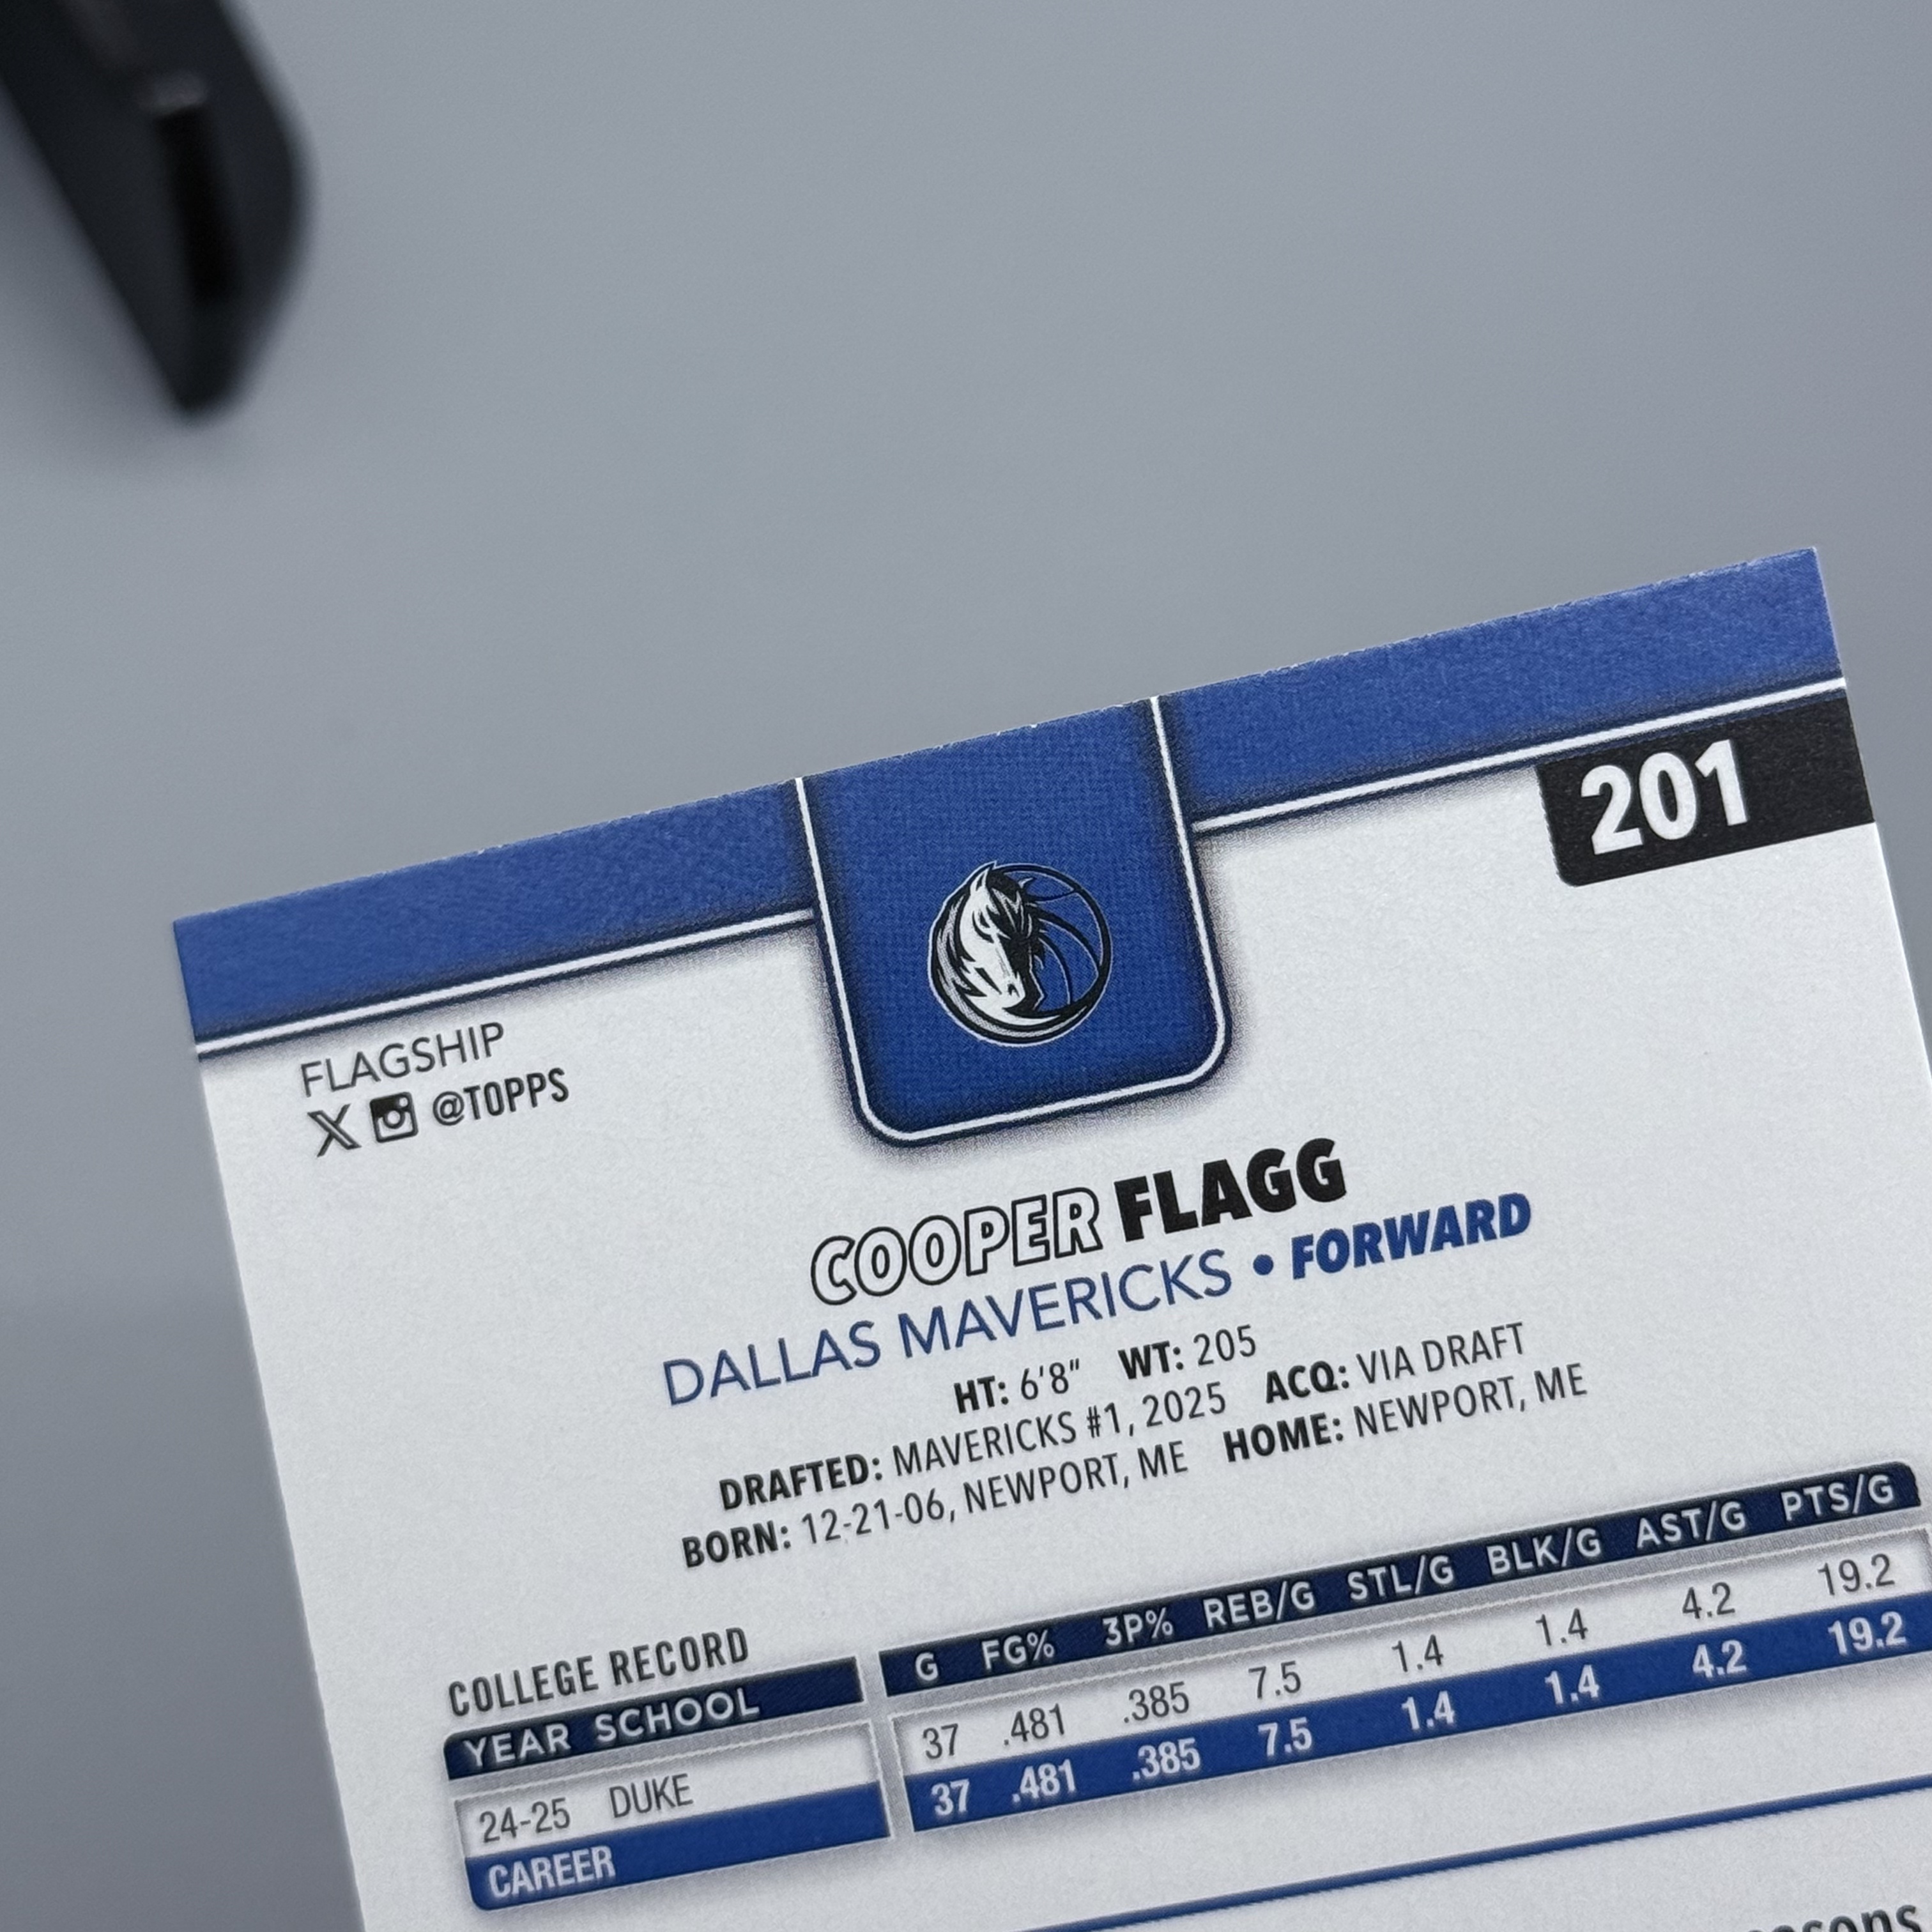 201
FLAGSHIP
X @TOPPS
COOPER FLAGG
DALLAS MAVERICKS • FORWARD
HT: 6'8" WT: 205
DRAFTED: MAVERICKS #1, 2025 ACQ: VIA DRAFT
BORN: 12-21-06, NEWPORT, ME HOME: NEWPORT, ME
COLLEGE RECORD
YEAR SCHOOL G FG% 3P% REB/G STL/G BLK/G AST/G PTS/G
24-25 DUKE 37 .481 .385 7.5 1.4 1.4 4.2 19.2
CAREER 37 .481 .385 7.5 1.4 1.4 4.2 19.2